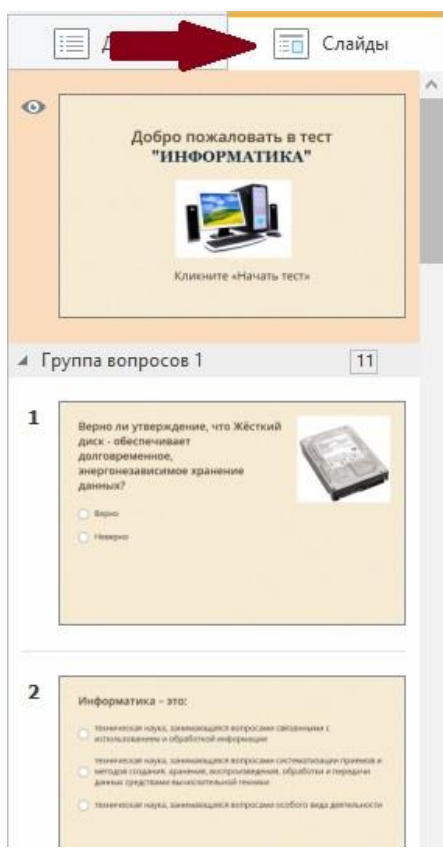 Слайды
Добро пожаловать в тест
"ИНФОРМАТИКА"
Кликните «Начать тест»
Группа вопросов 1
11
1
Верно ли утверждение, что Жёсткий
диск - обеспечивает
долговременное,
энергонезависимое хранение
данных?
Верно
Неверно
2
Информатика – это:
техническая наука, занимающаяся вопросами связанными с
использованием и обработкой информации
техническая наука, занимающаяся вопросами систематизации приемов и
методов создания, хранение, воспроизведения, обработки и передачи
данных средствами вычислительной техники
техническая наука, занимающаяся вопросами особого вида деятельности